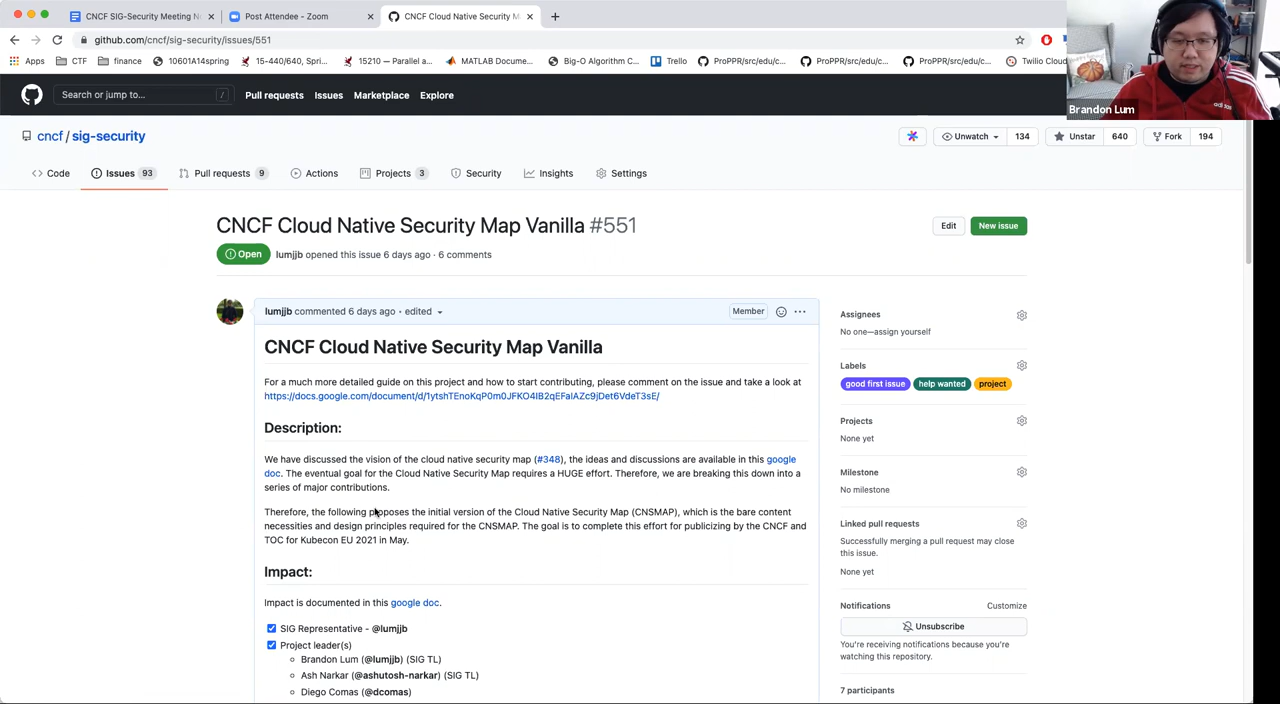 CNCF SIG-Security Meeting N
Post Attendee - Zoom
CNCF Cloud Native Security M
github.com/cncf/sig-security/issues/551
Apps
CTF
finance
10601A14spring
15-440/640, Spri...
15210 — Parallel a...
MATLAB Docume...
Big-O Algorithm C...
Trello
ProPPR/src/edu/c...
ProPPR/src/edu/c...
ProPPR/src/edu/c...
Twilio Cloud
Brandon Lum
Search or jump to... /
Pull requests
Issues
Marketplace
Explore
cncf / sig-security
Unwatch 134
Unstar 640
Fork 194
Code
Issues 93
Pull requests 9
Actions
Projects 3
Security
Insights
Settings
CNCF Cloud Native Security Map Vanilla #551
Edit
New issue
Open
lumjjb opened this issue 6 days ago · 6 comments
lumjjb commented 6 days ago • edited
Member
CNCF Cloud Native Security Map Vanilla
For a much more detailed guide on this project and how to start contributing, please comment on the issue and take a look at
https://docs.google.com/document/d/1ytshTEnoKqP0m0JFKO4IB2qEFaIAZc9jDet6VdeT3sE/
Description:
We have discussed the vision of the cloud native security map (#348), the ideas and discussions are available in this google
doc. The eventual goal for the Cloud Native Security Map requires a HUGE effort. Therefore, we are breaking this down into a
series of major contributions.
Therefore, the following proposes the initial version of the Cloud Native Security Map (CNSMAP), which is the bare content
necessities and design principles required for the CNSMAP. The goal is to complete this effort for publicizing by the CNCF and
TOC for Kubecon EU 2021 in May.
Impact:
Impact is documented in this google doc.
SIG Representative - @lumjjb
Project leader(s)
Brandon Lum (@lumjjb) (SIG TL)
Ash Narkar (@ashutosh-narkar) (SIG TL)
Diego Comas (@dcomas)
Assignees
No one—assign yourself
Labels
good first issue
help wanted
project
Projects
None yet
Milestone
No milestone
Linked pull requests
Successfully merging a pull request may close
this issue.
None yet
Notifications
Customize
Unsubscribe
You're receiving notifications because you're
watching this repository.
7 participants